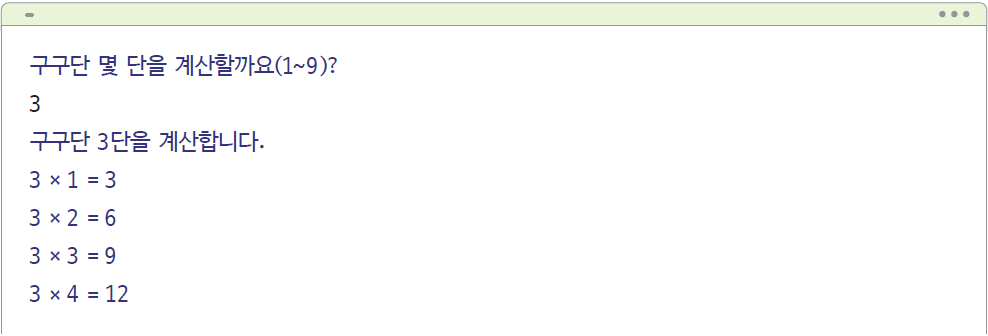 구구단 몇 단을 계산할까요(1~9)?
3
구구단 3단을 계산합니다.
3 × 1 = 3
3 × 2 = 6
3 × 3 = 9
3 × 4 = 12